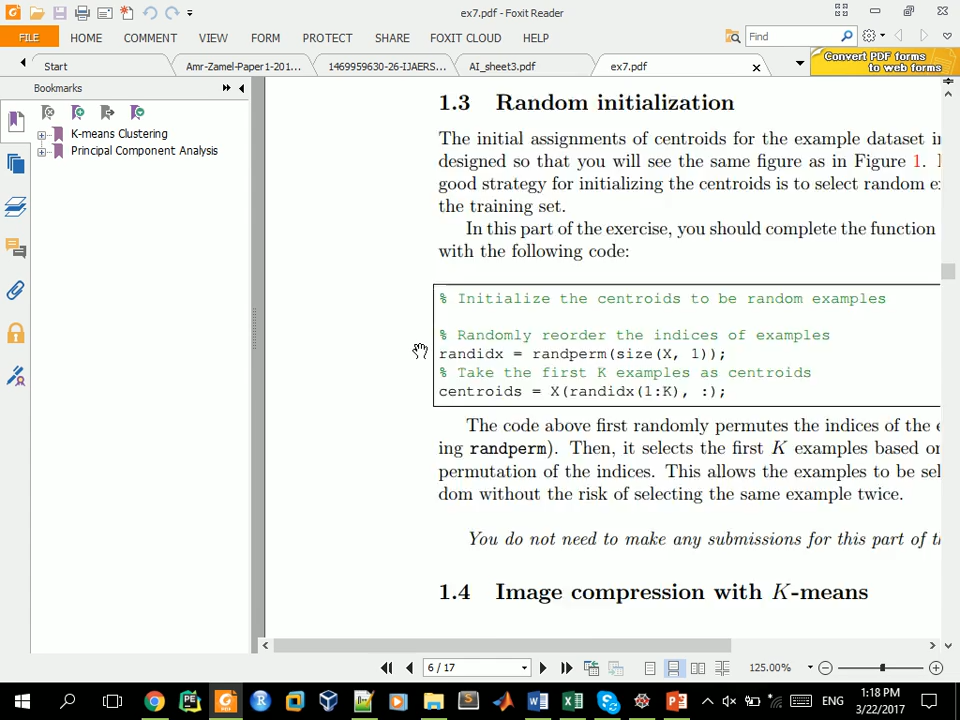 ex7.pdf - Foxit Reader
FILE HOME COMMENT VIEW FORM PROTECT SHARE FOXIT CLOUD HELP Find
Start Amr-Zamel-Paper1-201... 1469959630-26-IJAERS... AI_sheet3.pdf ex7.pdf
Convert PDF forms
to web forms
Bookmarks
K-means Clustering
Principal Component Analysis
1.3 Random initialization
The initial assignments of centroids for the example dataset in
designed so that you will see the same figure as in Figure 1.
good strategy for initializing the centroids is to select random ex
the training set.
In this part of the exercise, you should complete the function
with the following code:
% Initialize the centroids to be random examples
% Randomly reorder the indices of examples
randidx = randperm(size(X, 1));
% Take the first K examples as centroids
centroids = X(randidx(1:K), :);
The code above first randomly permutes the indices of the e
ing randperm). Then, it selects the first K examples based on
permutation of the indices. This allows the examples to be sel
dom without the risk of selecting the same example twice.
You do not need to make any submissions for this part of th
1.4 Image compression with K-means
6 / 17
125.00%
ENG
1:18 PM
3/22/2017